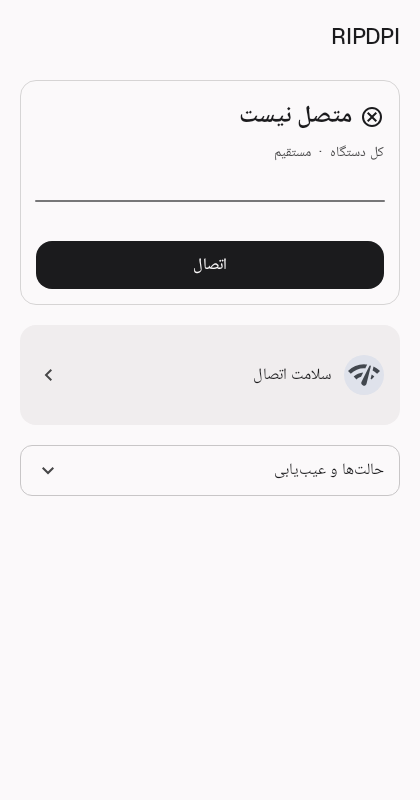 RIPDPI
متصل نیست
کل دستگاه · مستقیم
اتصال
سلامت اتصال
حالت‌ها و عیب‌یابی